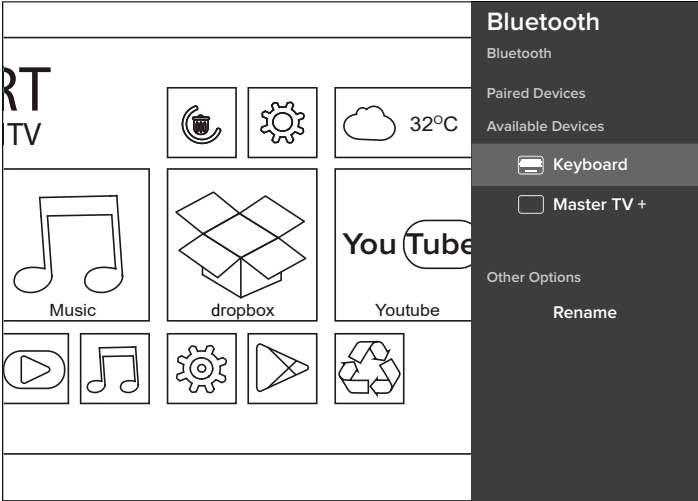 RT
TV
32°C
Music
dropbox
You Tube
Youtube
Bluetooth
Bluetooth
Paired Devices
Available Devices
Keyboard
Master TV +
Other Options
Rename